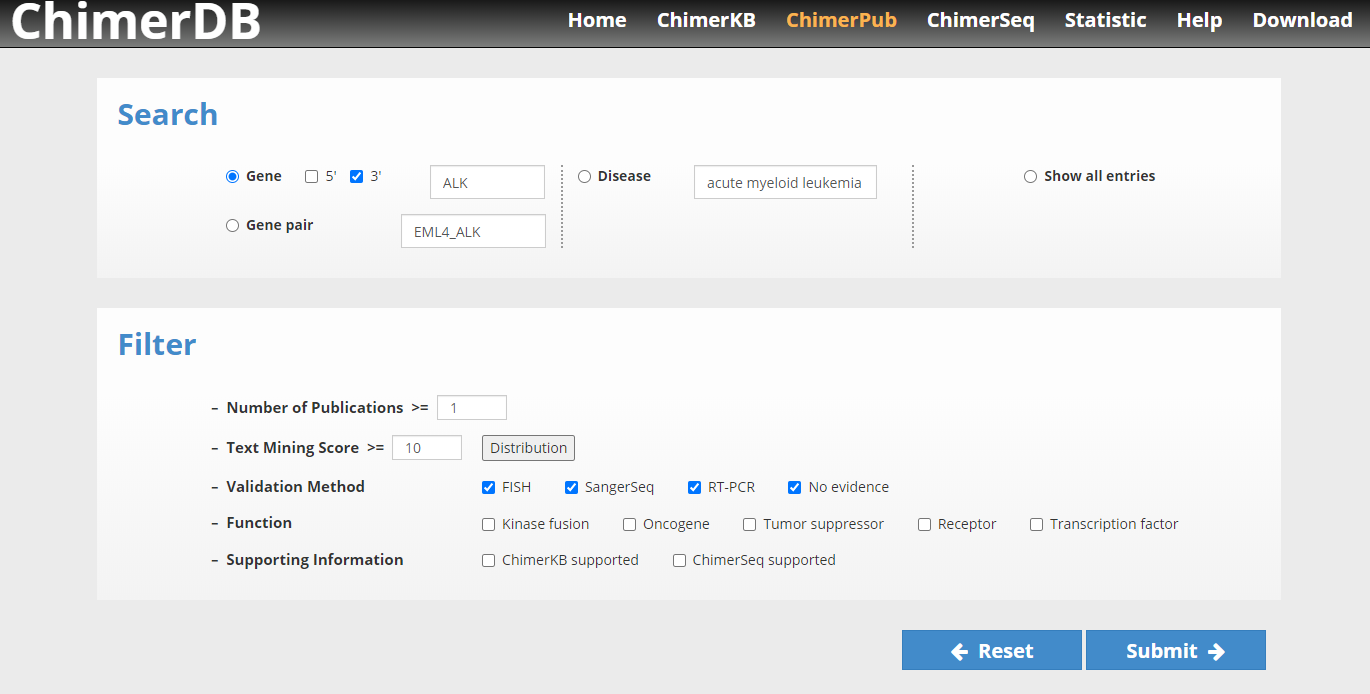 ChimerDB Home ChimerKB ChimerPub ChimerSeq Statistic Help Download
Search
Gene 5' 3' ALK Disease acute myeloid leukemia Show all entries
Gene pair EML4_ALK
Filter
– Number of Publications >= 1
– Text Mining Score >= 10 Distribution
– Validation Method FISH SangerSeq RT-PCR No evidence
– Function Kinase fusion Oncogene Tumor suppressor Receptor Transcription factor
– Supporting Information ChimerKB supported ChimerSeq supported
Reset Submit